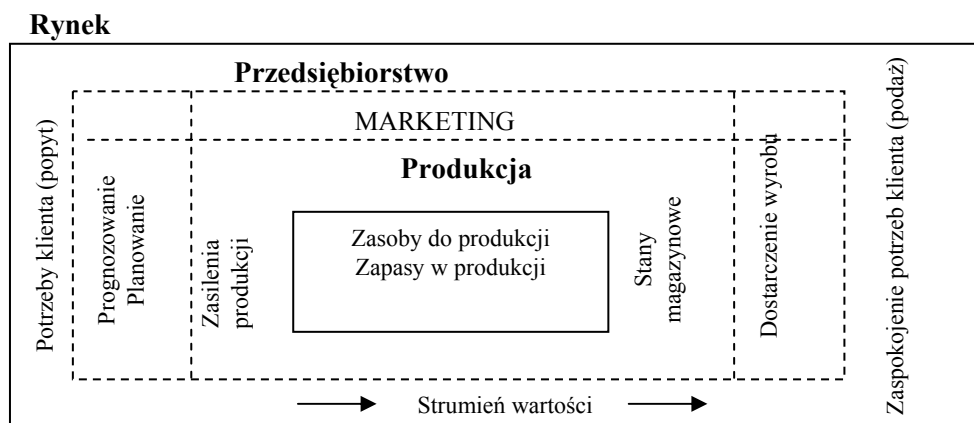 Rynek
Przedsiębiorstwo
MARKETING
Produkcja
Potrzeby klienta (popyt)
Prognozowanie
Planowanie
Zasilenia
produkcji
Zasoby do produkcji
Zapasy w produkcji
Stany
magazynowe
Dostarczenie wyrobu
Zaspokojenie potrzeb klienta (podaż)
Strumień wartości